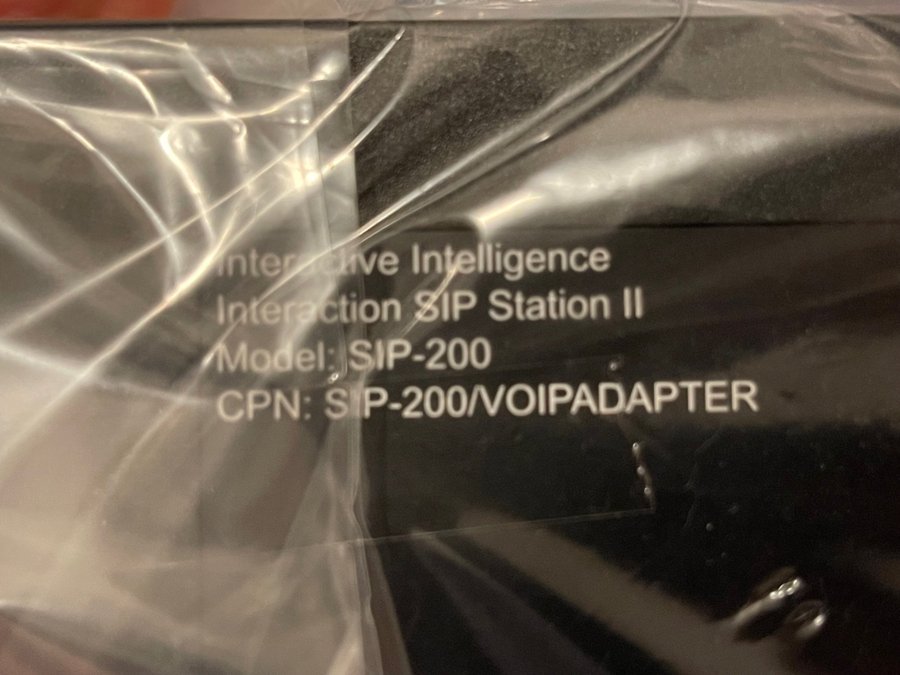 Interactive Intelligence
Interaction SIP Station II
Model: SIP-200
CPN: SIP-200/VOIPADAPTER